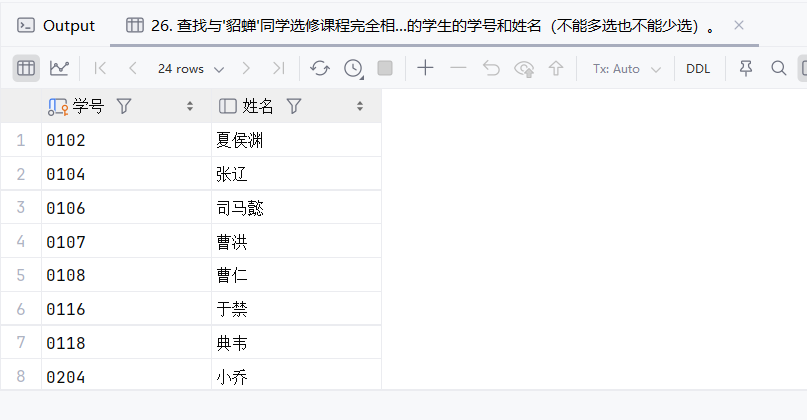 Output 26. 查找与'貂蝉'同学选修课程完全相...的学生的学号和姓名（不能多选也不能少选）。
24 rows Tx: Auto DDL
学号 姓名
1 0102 夏侯渊
2 0104 张辽
3 0106 司马懿
4 0107 曹洪
5 0108 曹仁
6 0116 于禁
7 0118 典韦
8 0204 小乔